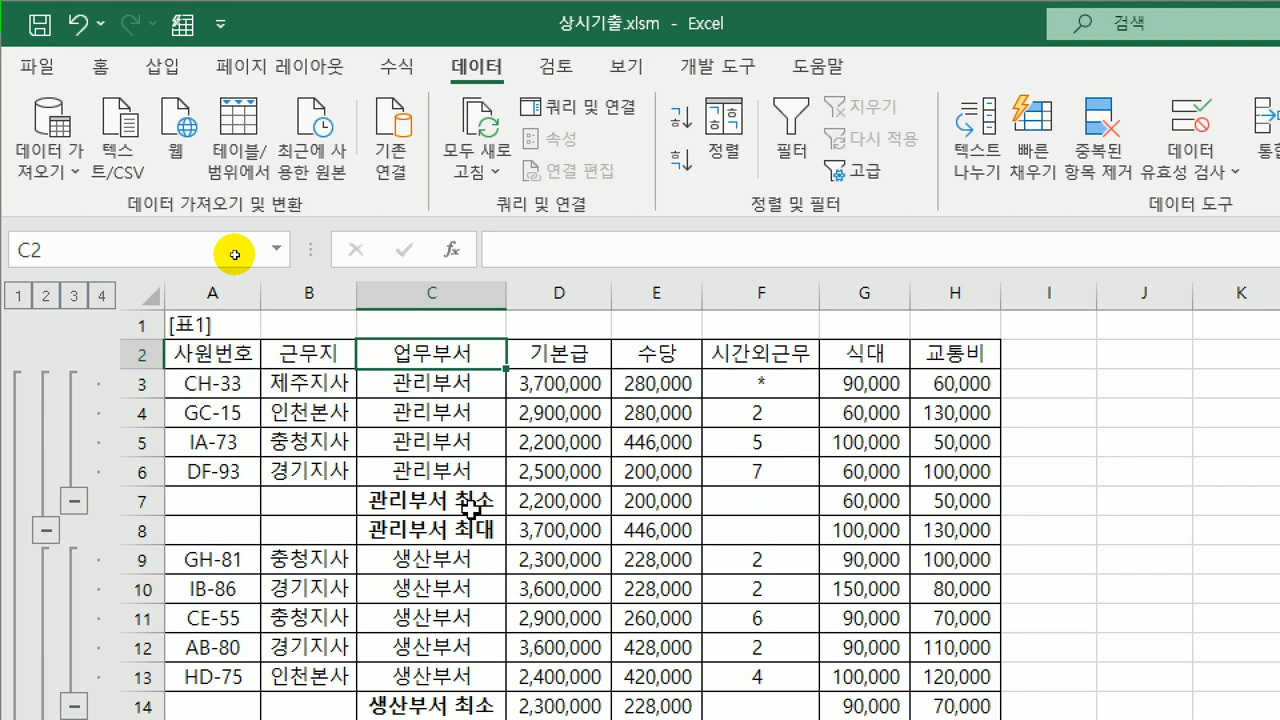 상시기출.xlsm - Excel
검색
파일 홈 삽입 페이지 레이아웃 수식 데이터 검토 보기 개발 도구 도움말
데이터 가져오기
텍스트/CSV
웹
테이블/범위에서
최근에 사용한 원본
기존 연결
데이터 가져오기 및 변환
모두 새로 고침
쿼리 및 연결
속성
연결 편집
쿼리 및 연결
정렬
필터
지우기
다시 적용
고급
정렬 및 필터
텍스트 나누기
빠른 채우기
중복된 항목 제거
데이터 유효성 검사
통합
데이터 도구
C2 fx
1 2 3 4 A B C D E F G H I J K
1 [표1]
2 사원번호 근무지 업무부서 기본급 수당 시간외근무 식대 교통비
3 CH-33 제주지사 관리부서 3,700,000 280,000 * 90,000 60,000
4 GC-15 인천본사 관리부서 2,900,000 280,000 2 60,000 130,000
5 IA-73 충청지사 관리부서 2,200,000 446,000 5 100,000 50,000
6 DF-93 경기지사 관리부서 2,500,000 200,000 7 60,000 100,000
7 관리부서 최소 2,200,000 200,000 60,000 50,000
8 관리부서 최대 3,700,000 446,000 100,000 130,000
9 GH-81 충청지사 생산부서 2,300,000 228,000 2 90,000 100,000
10 IB-86 경기지사 생산부서 3,600,000 228,000 2 150,000 80,000
11 CE-55 충청지사 생산부서 2,900,000 260,000 6 90,000 70,000
12 AB-80 경기지사 생산부서 3,600,000 428,000 2 90,000 110,000
13 HD-75 인천본사 생산부서 2,400,000 420,000 4 100,000 120,000
14 생산부서 최소 2,300,000 228,000 90,000 70,000